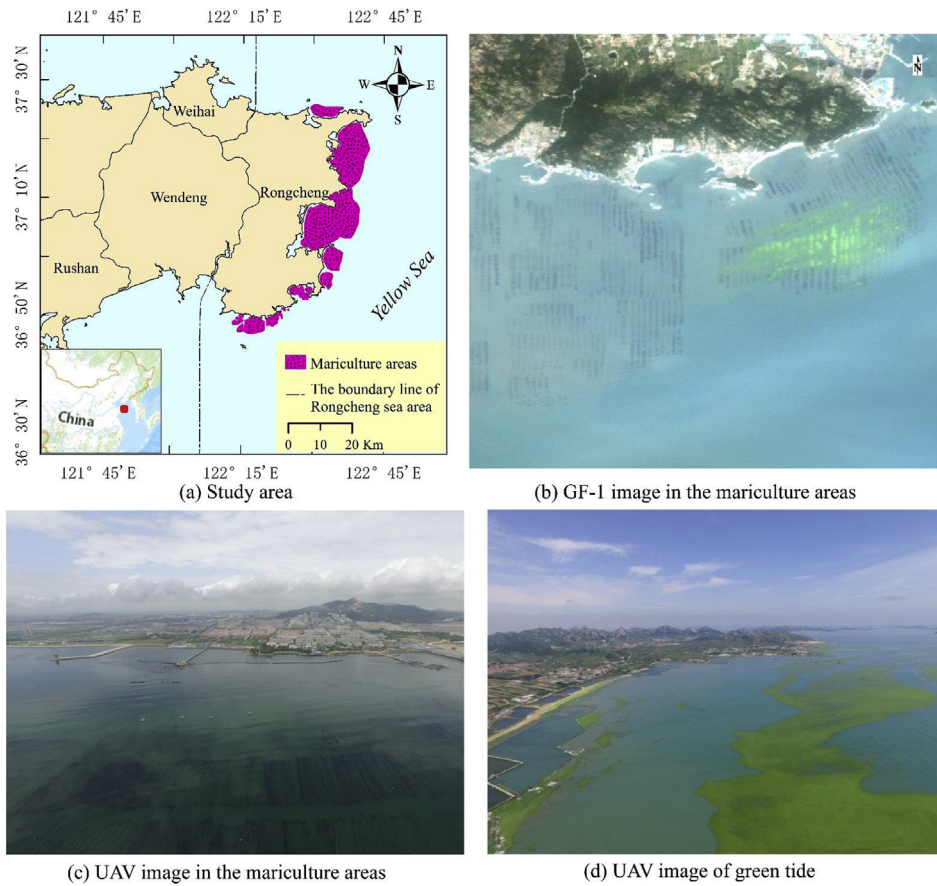 121° 45'E
122° 15'E
122° 45'E
N
W
E
S
37° 30'N
37° 10'N
36° 50'N
36° 30'N
Weihai
Wendeng
Rongcheng
Rushan
Yellow Sea
China
Mariculture areas
The boundary line of
Rongcheng sea area
0 10 20 Km
121° 45'E
122° 15'E
122° 45'E
(a) Study area
N
(b) GF-1 image in the mariculture areas
(c) UAV image in the mariculture areas
(d) UAV image of green tide